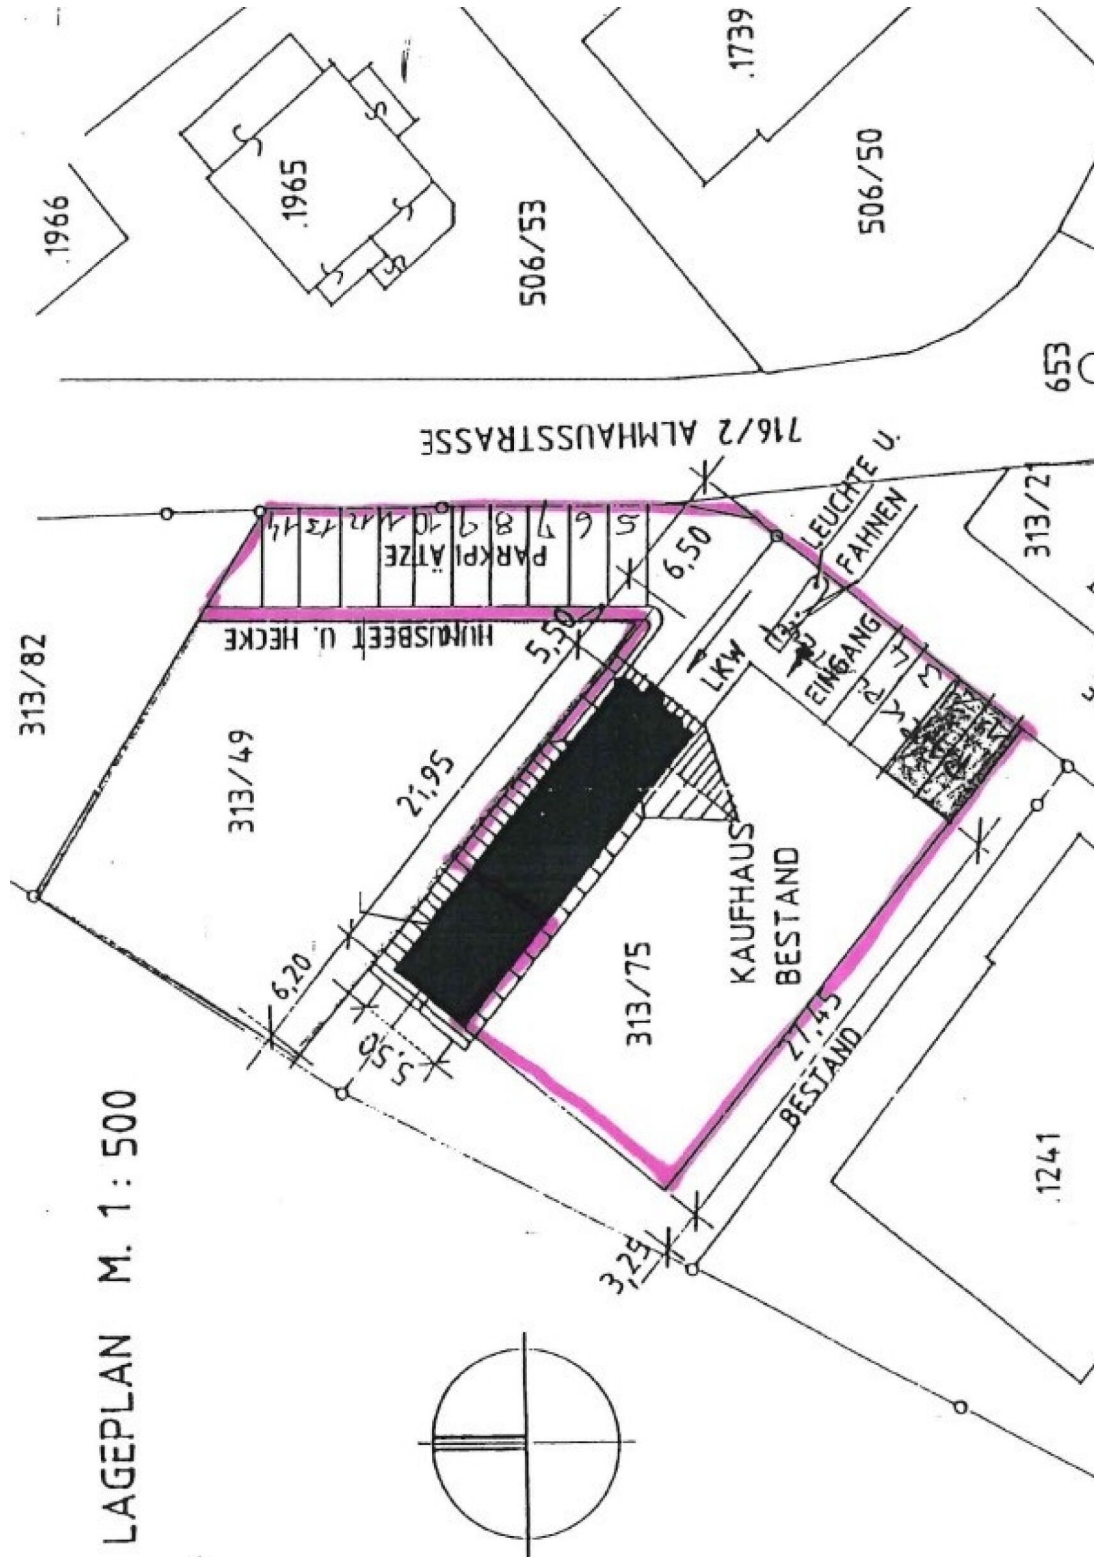 LAGEPLAN M. 1 : 500
.1966
.1965
506/53
.1739
506/50
653
716/2 ALMHAUSSTRASSE
313/82
313/49
HUMUSBEET U. HECKE
PARKPLÄTZE
14
13
12
11
10
9
8
7
6
5
6,50
5,50
21,95
6,20
5,50
LKW
LEUCHTE U.
FAHNEN
EINGANG
4
3
313/21
KAUFHAUS
BESTAND
313/75
27,45
BESTAND
3,25
.1241